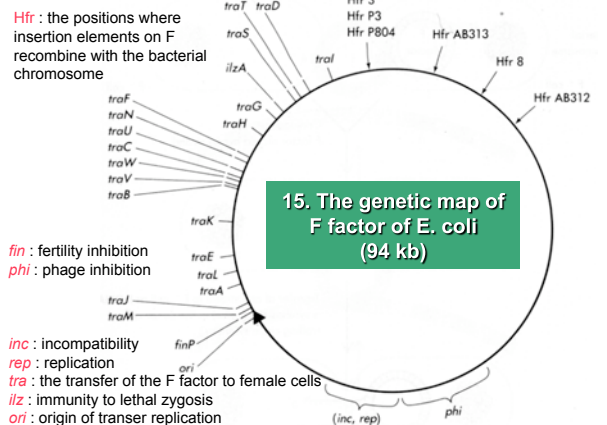 Hfr : the positions where
insertion elements on F
recombine with the bacterial
chromosome
traT traD
traS
ilzA
traI
Hfr P3
Hfr P804
Hfr AB313
Hfr 8
Hfr AB312
traG
traH
traF
traN
traU
traC
traW
traV
traB
traK
traE
traL
traA
traJ
traM
finP
ori
15. The genetic map of
F factor of E. coli
(94 kb)
fin : fertility inhibition
phi : phage inhibition
inc : incompatibility
rep : replication
tra : the transfer of the F factor to female cells
ilz : immunity to lethal zygosis
ori : origin of transer replication
(inc, rep)
phi